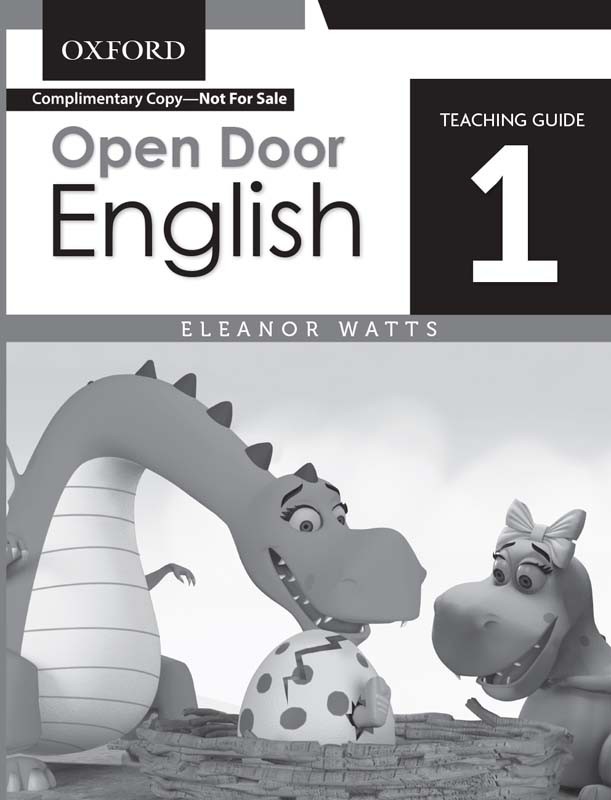 OXFORD
Complimentary Copy—Not For Sale
Open Door
English
TEACHING GUIDE
1
ELEANOR WATTS